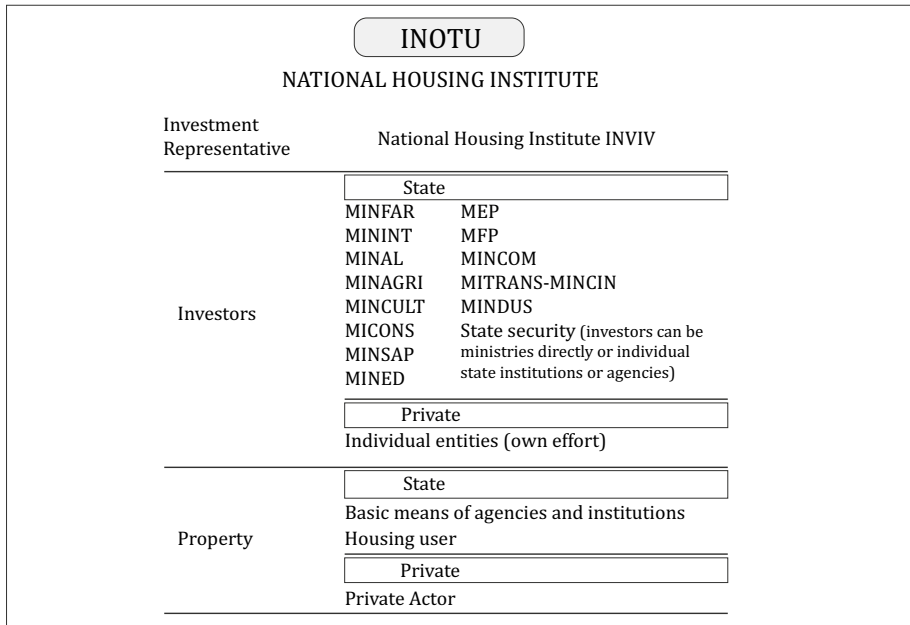 INOTU
NATIONAL HOUSING INSTITUTE
Investment
Representative
National Housing Institute INVIV
Investors
State
MINFAR MEP
MININT MFP
MINAL MINCOM
MINAGRI MITRANS-MINCIN
MINCULT MINDUS
MICONS State security (investors can be
MINSAP ministries directly or individual
MINED state institutions or agencies)
Private
Individual entities (own effort)
Property
State
Basic means of agencies and institutions
Housing user
Private
Private Actor